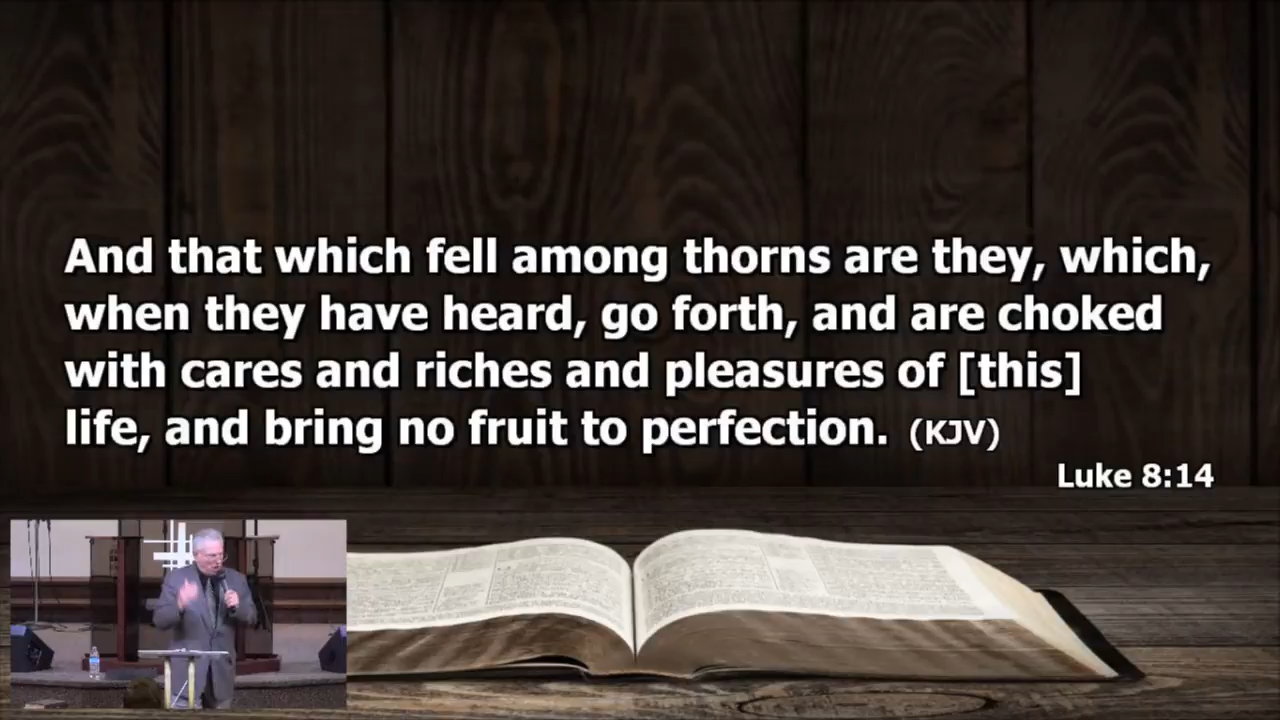 And that which fell among thorns are they, which,
when they have heard, go forth, and are choked
with cares and riches and pleasures of [this]
life, and bring no fruit to perfection. (KJV)
Luke 8:14